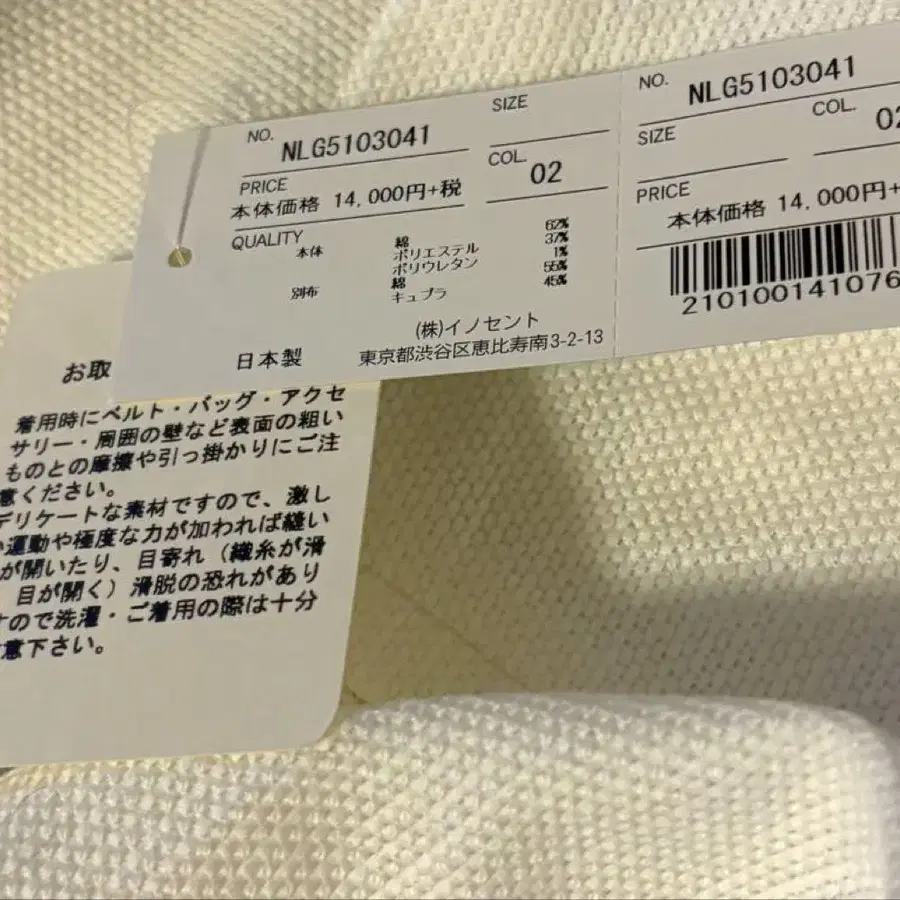 NO. NLG5103041
SIZE
PRICE
COL. 02
本体価格 14,000円+税
QUALITY
本体 綿 62%
ポリエステル 37%
ポリウレタン 1%
別布 綿 55%
キュプラ 45%
(株)イノセント
日本製 東京都渋谷区恵比寿南3-2-13
NO. NLG5103041
SIZE
COL. 02
PRICE
本体価格 14,000円+
210100141076
お取
着用時にベルト・バッグ・アクセ
サリー・周囲の壁など表面の粗い
ものとの摩擦や引っ掛かりにご注
意ください。
デリケートな素材ですので、激し
い運動や極度な力が加われば縫い
が開いたり、目寄れ(織糸が滑
目が開く)滑脱の恐れがあり
すので洗濯・ご着用の際は十分
意下さい。